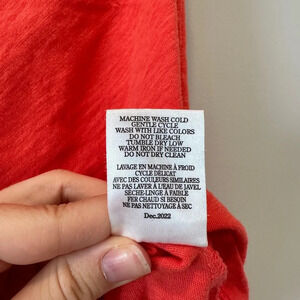 MACHINE WASH COLD
GENTLE CYCLE
WASH WITH LIKE COLORS
DO NOT BLEACH
TUMBLE DRY LOW
WARM IRON IF NEEDED
DO NOT DRY CLEAN
LAVAGE EN MACHINE À FROID
CYCLE DÉLICAT
AVEC DES COULEURS SIMILAIRES
NE PAS LAVER À L'EAU DE JAVEL
SÈCHE-LINGE À FAIBLE
FER CHAUD SI BESOIN
NE PAS NETTOYAGE À SEC
Dec.2022